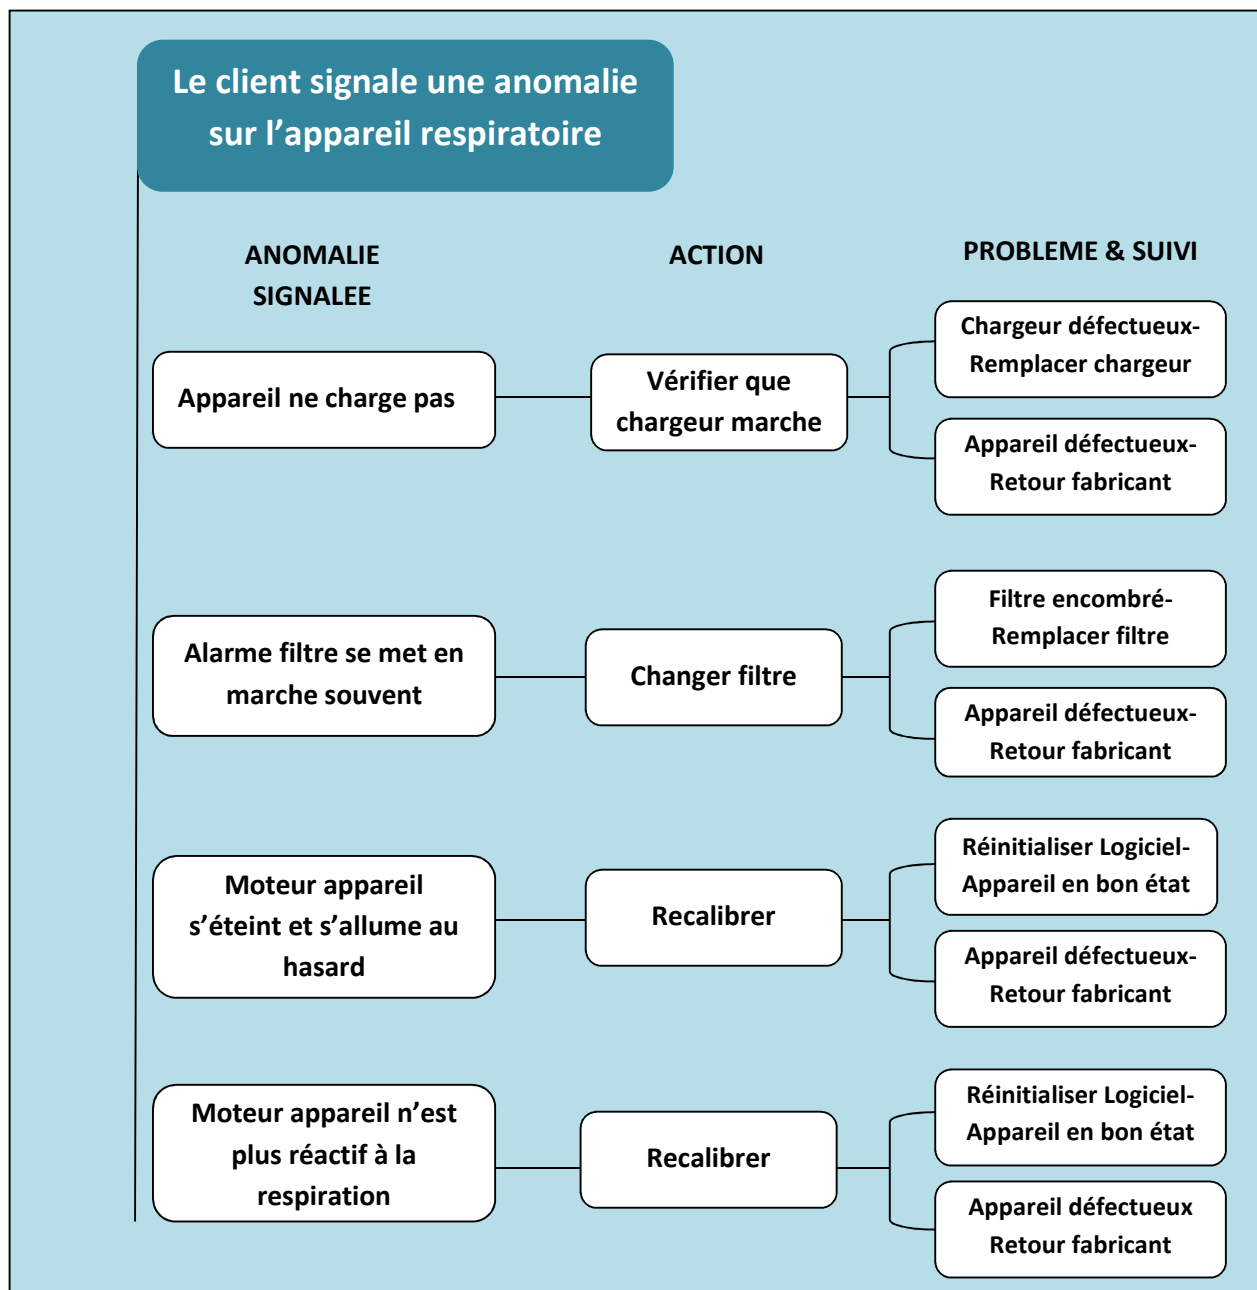 Le client signale une anomalie
sur l’appareil respiratoire
ANOMALIE
SIGNALEE
ACTION
PROBLEME & SUIVI
Appareil ne charge pas
Vérifier que
chargeur marche
Chargeur défectueux-
Remplacer chargeur
Appareil défectueux-
Retour fabricant
Alarme filtre se met en
marche souvent
Changer filtre
Filtre encombré-
Remplacer filtre
Appareil défectueux-
Retour fabricant
Moteur appareil
s’éteint et s’allume au
hasard
Recalibrer
Réinitialiser Logiciel-
Appareil en bon état
Appareil défectueux-
Retour fabricant
Moteur appareil n’est
plus réactif à la
respiration
Recalibrer
Réinitialiser Logiciel-
Appareil en bon état
Appareil défectueux
Retour fabricant